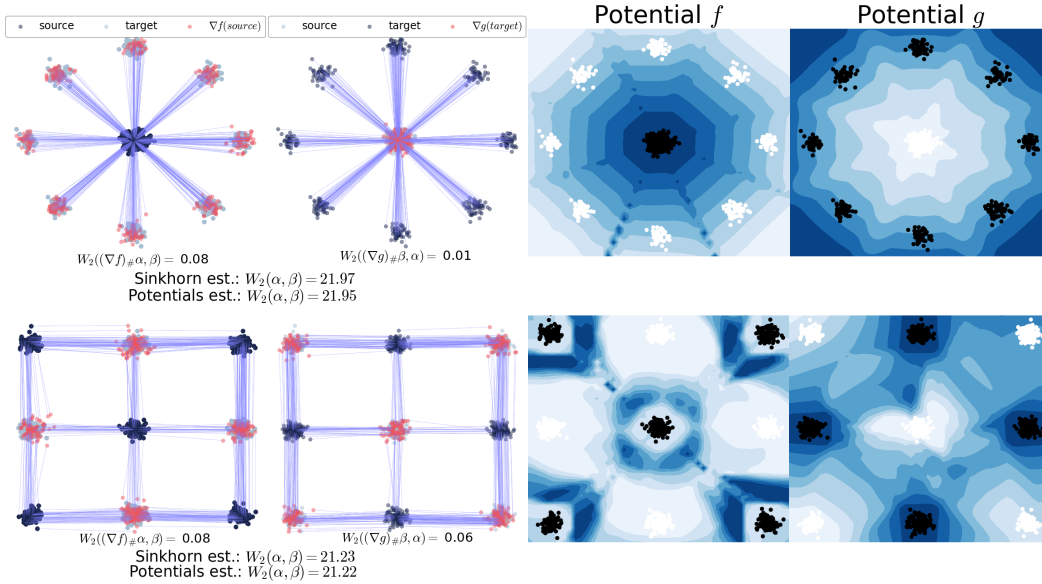 Potential f
Potential g
source target ∇f(source)
source target ∇g(target)
W₂((∇f)#α, β) = 0.08
W₂((∇g)#β, α) = 0.01
Sinkhorn est.: W₂(α, β) = 21.97
Potentials est.: W₂(α, β) = 21.95
W₂((∇f)#α, β) = 0.08
W₂((∇g)#β, α) = 0.06
Sinkhorn est.: W₂(α, β) = 21.23
Potentials est.: W₂(α, β) = 21.22